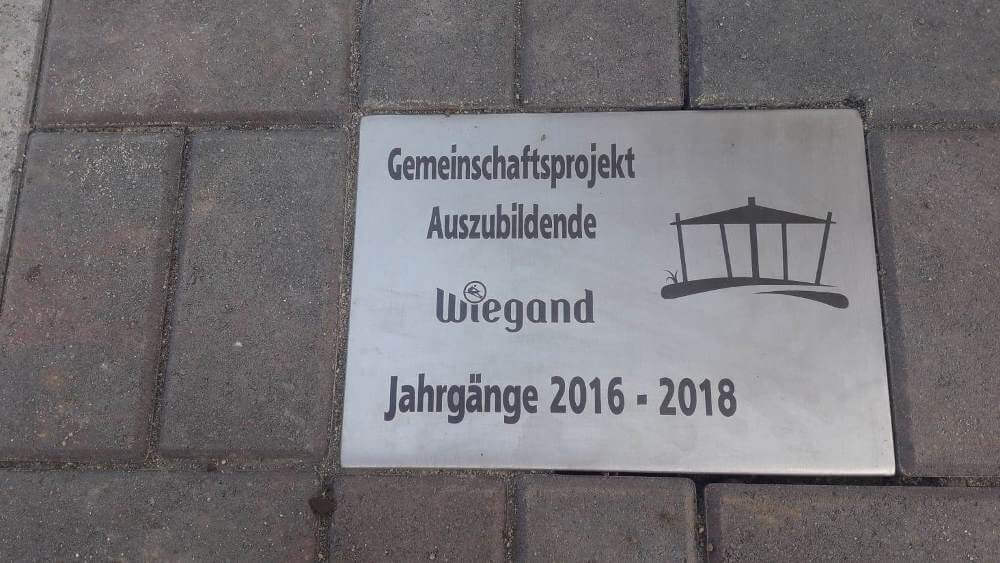 Gemeinschaftsprojekt
Auszubildende
Wiegand
Jahrgänge 2016 - 2018